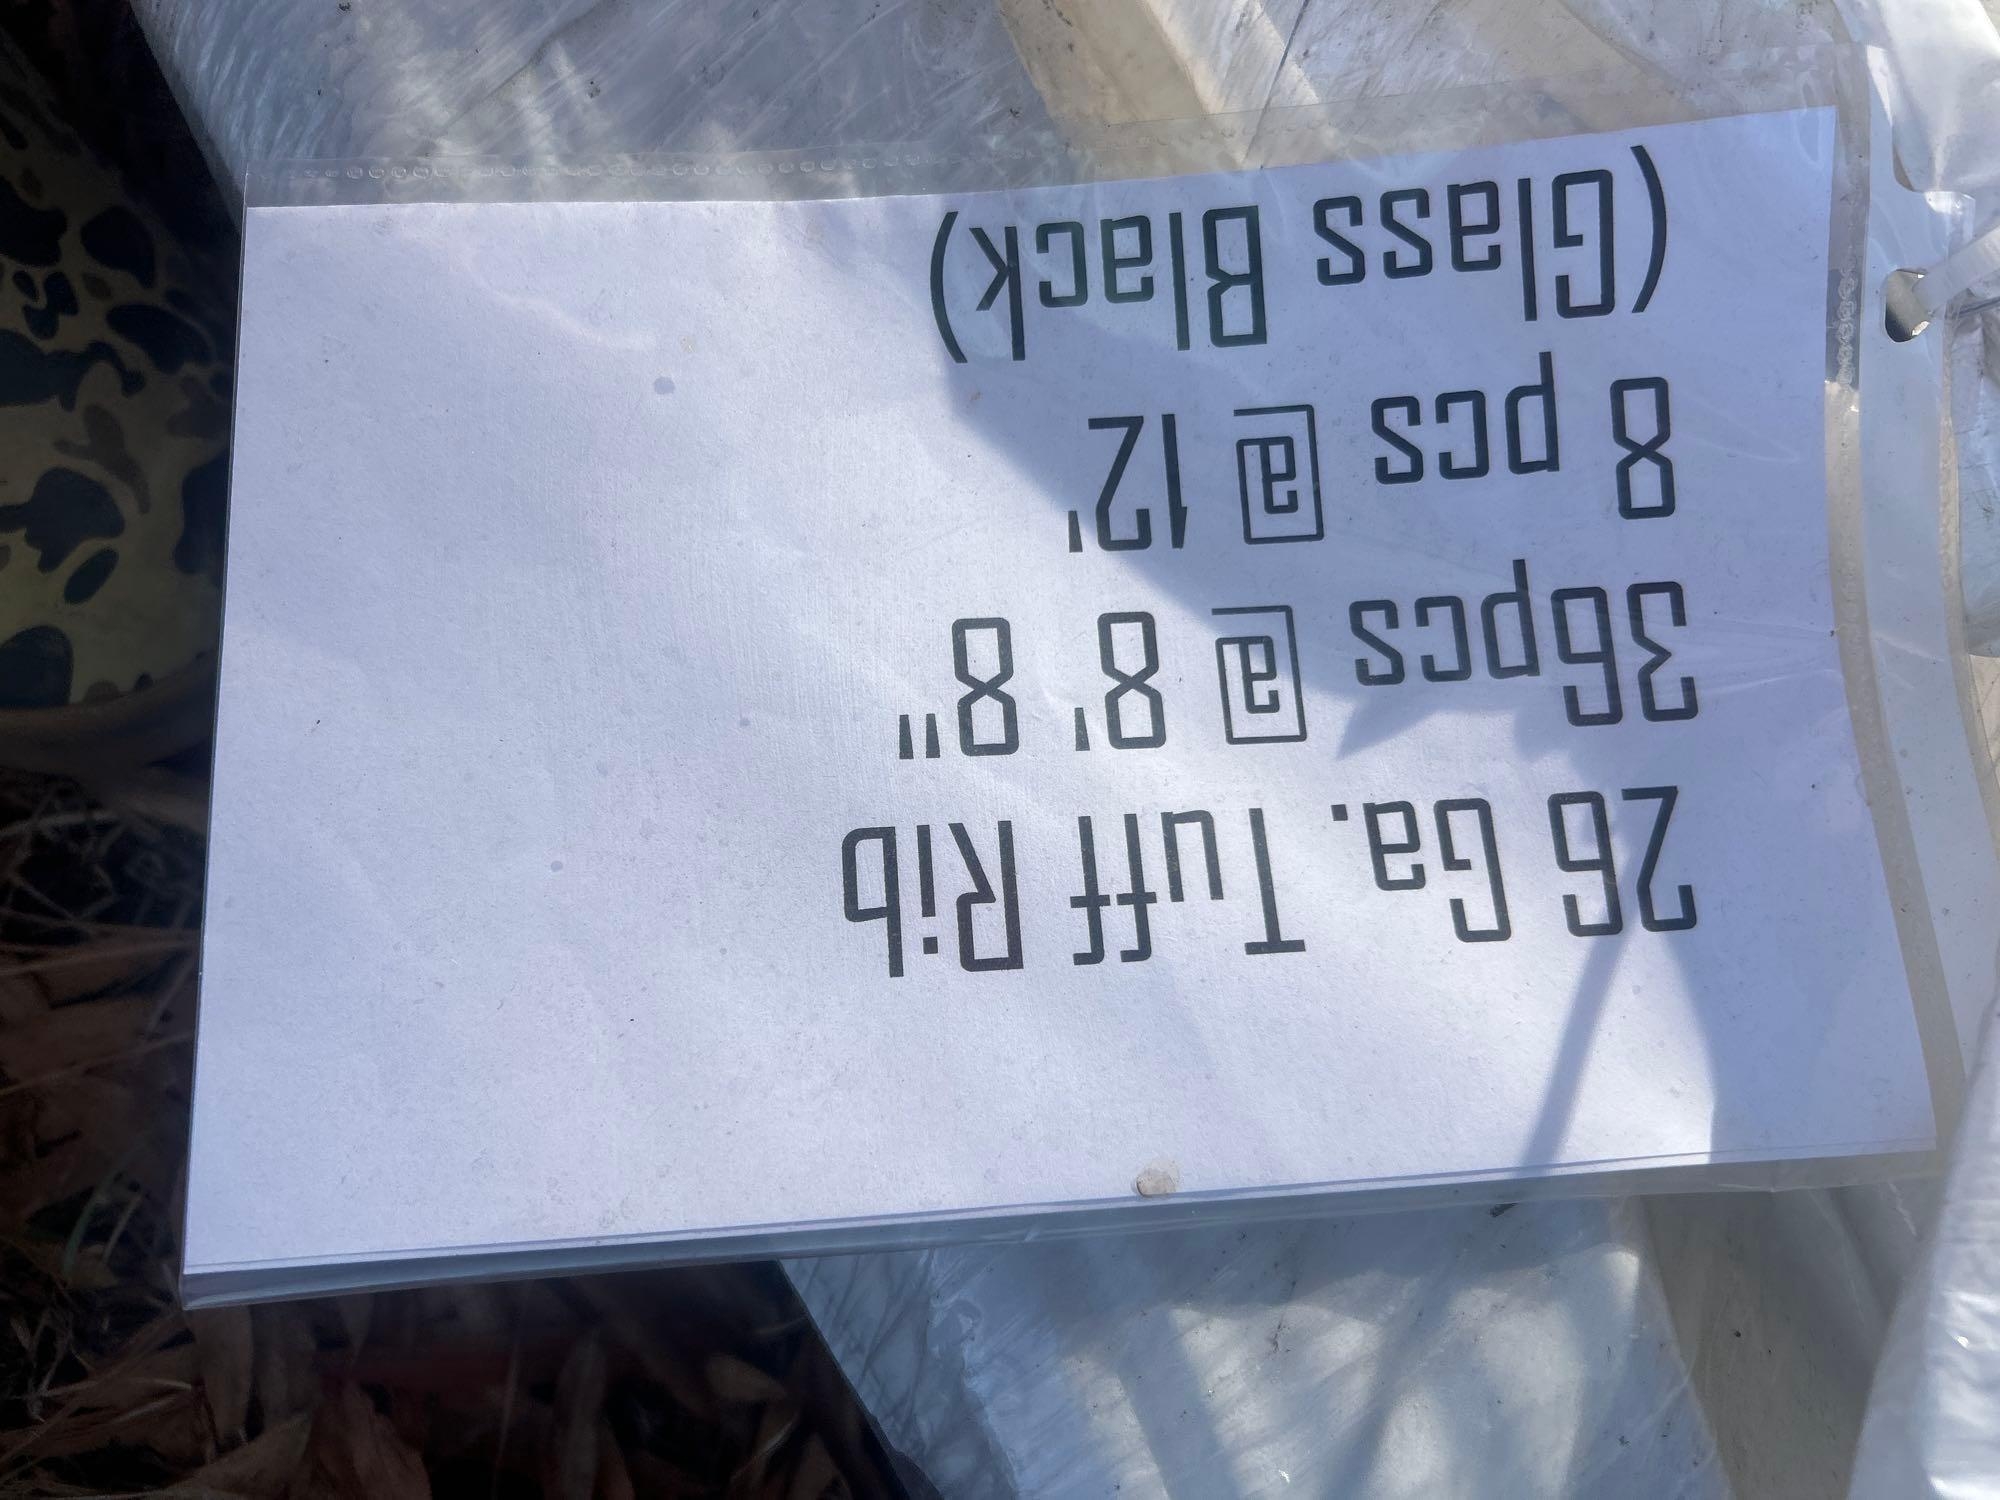 26 Ga. Tuff Rib
36pcs @ 8' 8"
8 pcs @ 12'
(Glass Black)